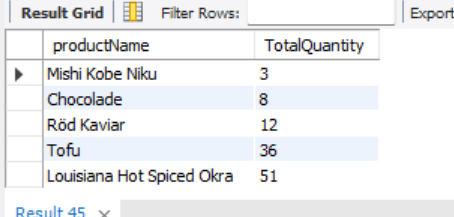 Result Grid Filter Rows: Export
productName TotalQuantity
Mishi Kobe Niku 3
Chocolade 8
Röd Kaviar 12
Tofu 36
Louisiana Hot Spiced Okra 51
Result 45 ×